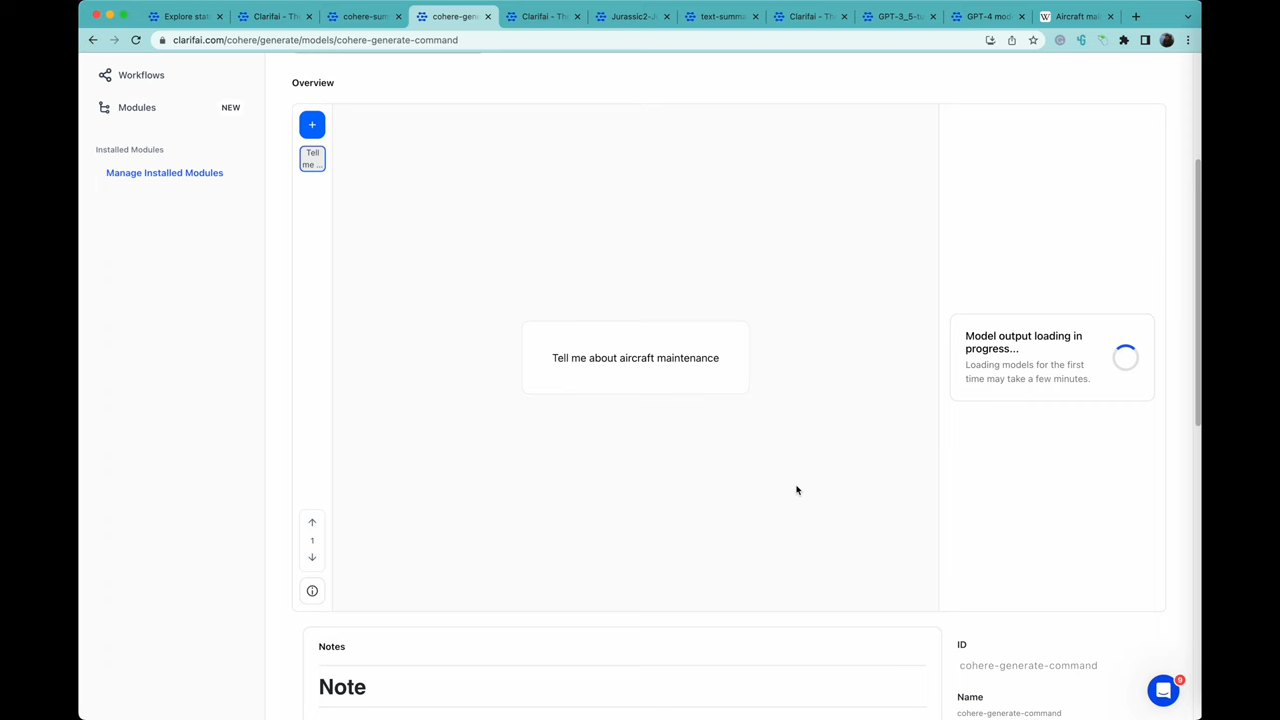 Explore stat
Clarifai - Th
cohere-sum
cohere-gen
Clarifai - Th
Jurassic2-J
text-summa
Clarifai - Th
GPT-3_5-tu
GPT-4 mod
W
Aircraft mai
clarifai.com/cohere/generate/models/cohere-generate-command
Workflows
Modules
NEW
Installed Modules
Manage Installed Modules
Overview
+
Tell
me ...
Tell me about aircraft maintenance
Model output loading in
progress...
Loading models for the first
time may take a few minutes.
1
Notes
Note
ID
cohere-generate-command
Name
cohere-generate-command
9